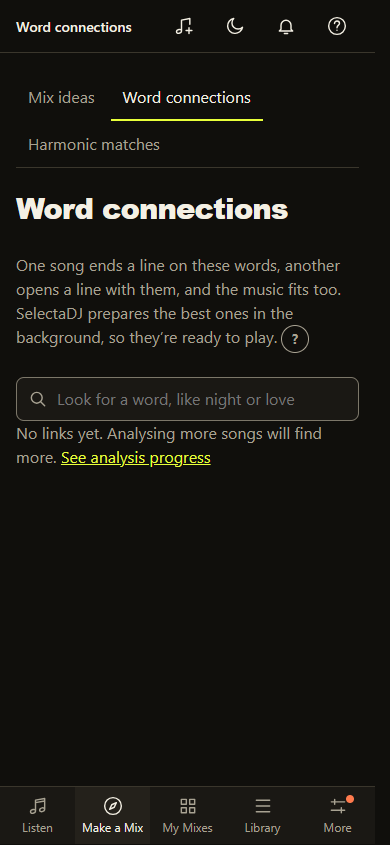 Word connections
Mix ideas
Word connections
Harmonic matches
Word connections
One song ends a line on these words, another
opens a line with them, and the music fits too.
SelectaDJ prepares the best ones in the
background, so they’re ready to play. ?
Look for a word, like night or love
No links yet. Analysing more songs will find
more. See analysis progress
Listen
Make a Mix
My Mixes
Library
More